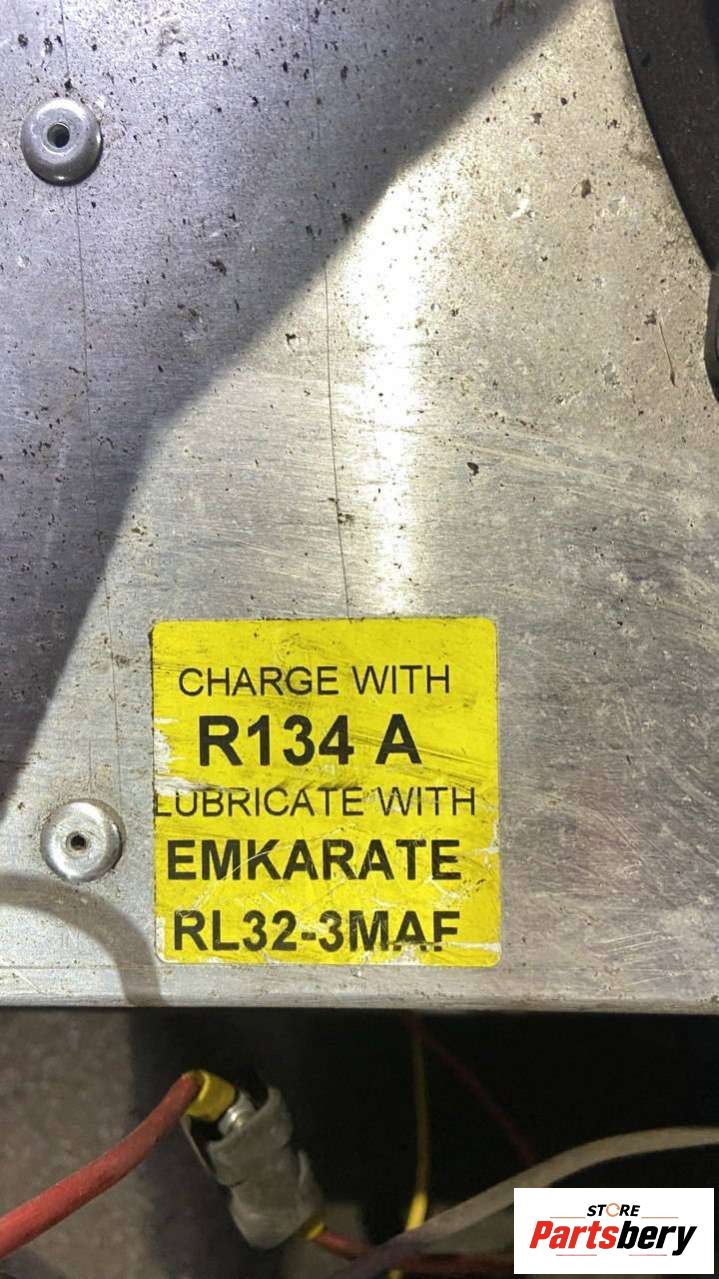 CHARGE WITH
R134 A
LUBRICATE WITH
EMKARATE
RL32-3MAF
STORE
Partsbery